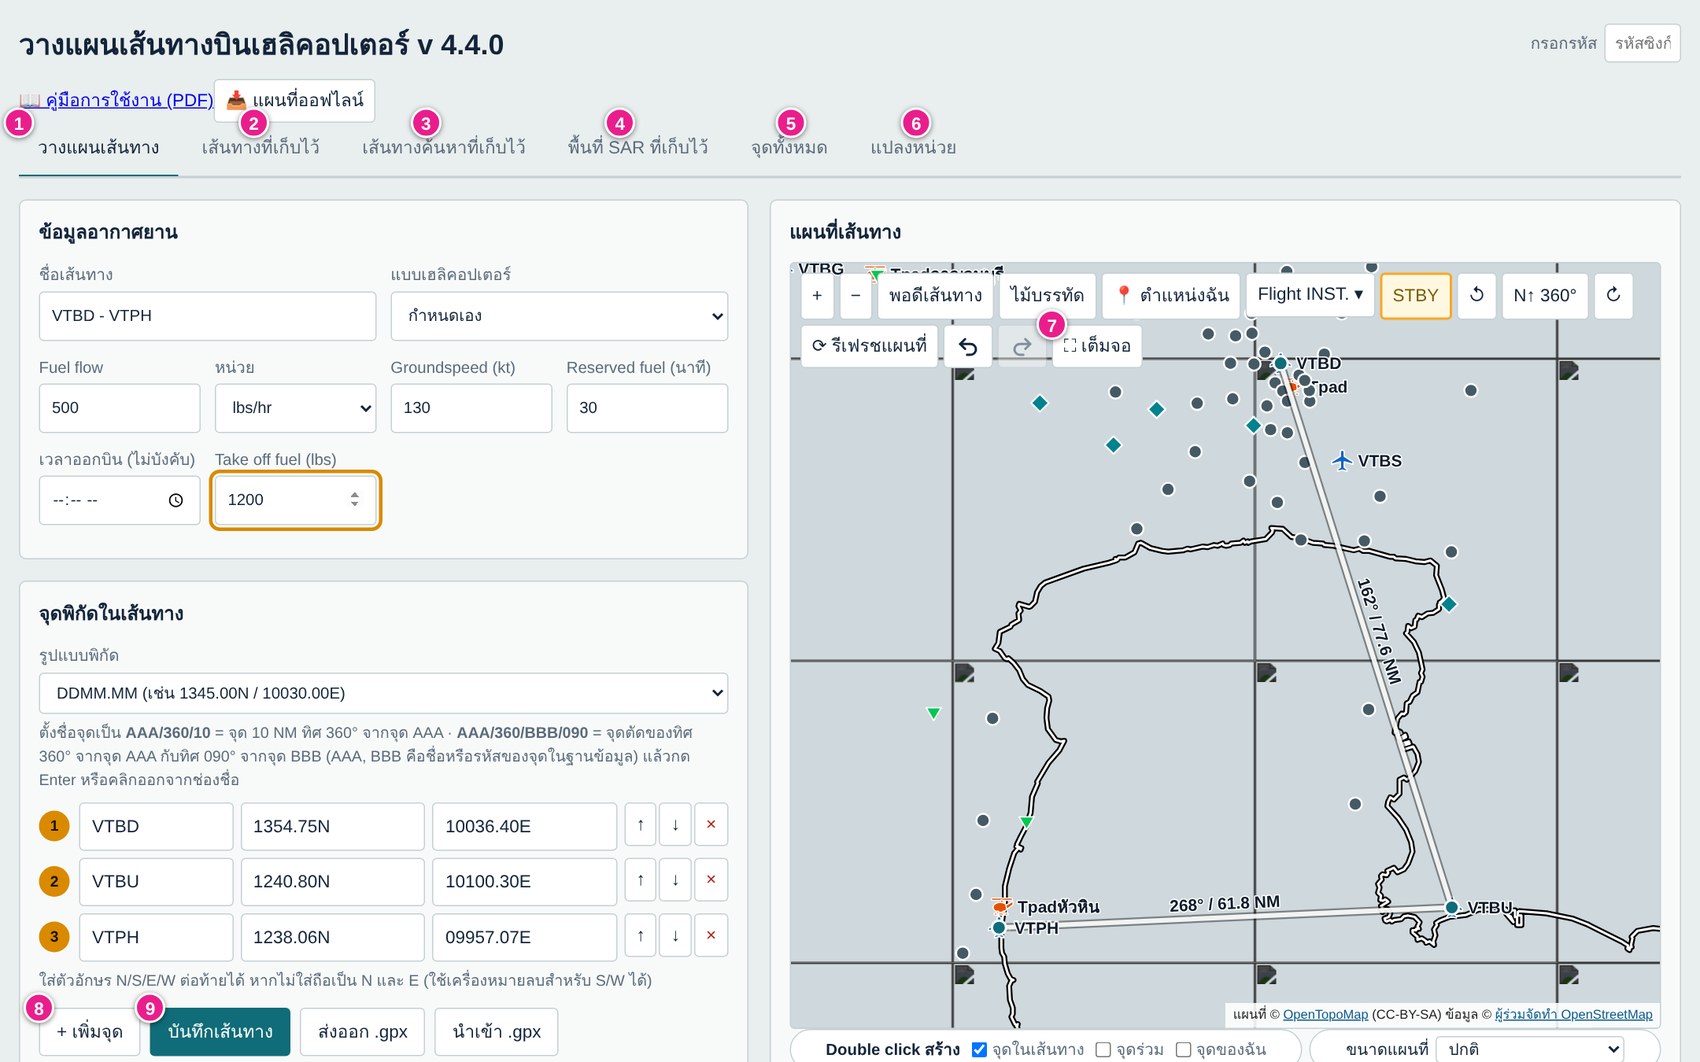 วางแผนเส้นทางบินเฮลิคอปเตอร์ v 4.4.0
กรอกรหัส รหัสซิงก์
📖 คู่มือการใช้งาน (PDF) 📥 แผนที่ออฟไลน์
1 2 3 4 5 6
วางแผนเส้นทาง เส้นทางที่เก็บไว้ เส้นทางค้นหาที่เก็บไว้ พื้นที่ SAR ที่เก็บไว้ จุดทั้งหมด แปลงหน่วย
ข้อมูลอากาศยาน
ชื่อเส้นทาง แบบเฮลิคอปเตอร์
VTBD - VTPH กำหนดเอง
Fuel flow หน่วย Groundspeed (kt) Reserved fuel (นาที)
500 lbs/hr 130 30
เวลาออกบิน (ไม่บังคับ) Take off fuel (lbs)
--:-- -- 1200
จุดพิกัดในเส้นทาง
รูปแบบพิกัด
DDMM.MM (เช่น 1345.00N / 10030.00E)
ตั้งชื่อจุดเป็น AAA/360/10 = จุด 10 NM ทิศ 360° จากจุด AAA · AAA/360/BBB/090 = จุดตัดของทิศ
360° จากจุด AAA กับทิศ 090° จากจุด BBB (AAA, BBB คือชื่อหรือรหัสของจุดในฐานข้อมูล) แล้วกด
Enter หรือคลิกออกจากช่องชื่อ
1 VTBD 1354.75N 10036.40E ↑ ↓ ×
2 VTBU 1240.80N 10100.30E ↑ ↓ ×
3 VTPH 1238.06N 09957.07E ↑ ↓ ×
ใส่ตัวอักษร N/S/E/W ต่อท้ายได้ หากไม่ใส่ถือเป็น N และ E (ใช้เครื่องหมายลบสำหรับ S/W ได้)
8 9
+ เพิ่มจุด บันทึกเส้นทาง ส่งออก .gpx นำเข้า .gpx
แผนที่เส้นทาง
VTBG
+ − พอดีเส้นทาง ไม้บรรทัด 📍 ตำแหน่งฉัน Flight INST. ▾ STBY ↺ N↑ 360° ↻
7
⟳ รีเฟรชแผนที่ ⛶ เต็มจอ
VTBD
Tpad
VTBS
162° / 77.6 NM
268° / 61.8 NM
Tpadหัวหิน
VTPH
VTBU
แผนที่ © OpenTopoMap (CC-BY-SA) ข้อมูล © ผู้ร่วมจัดทำ OpenStreetMap
Double click สร้าง จุดในเส้นทาง จุดร่วม จุดของฉัน ขนาดแผนที่ ปกติ